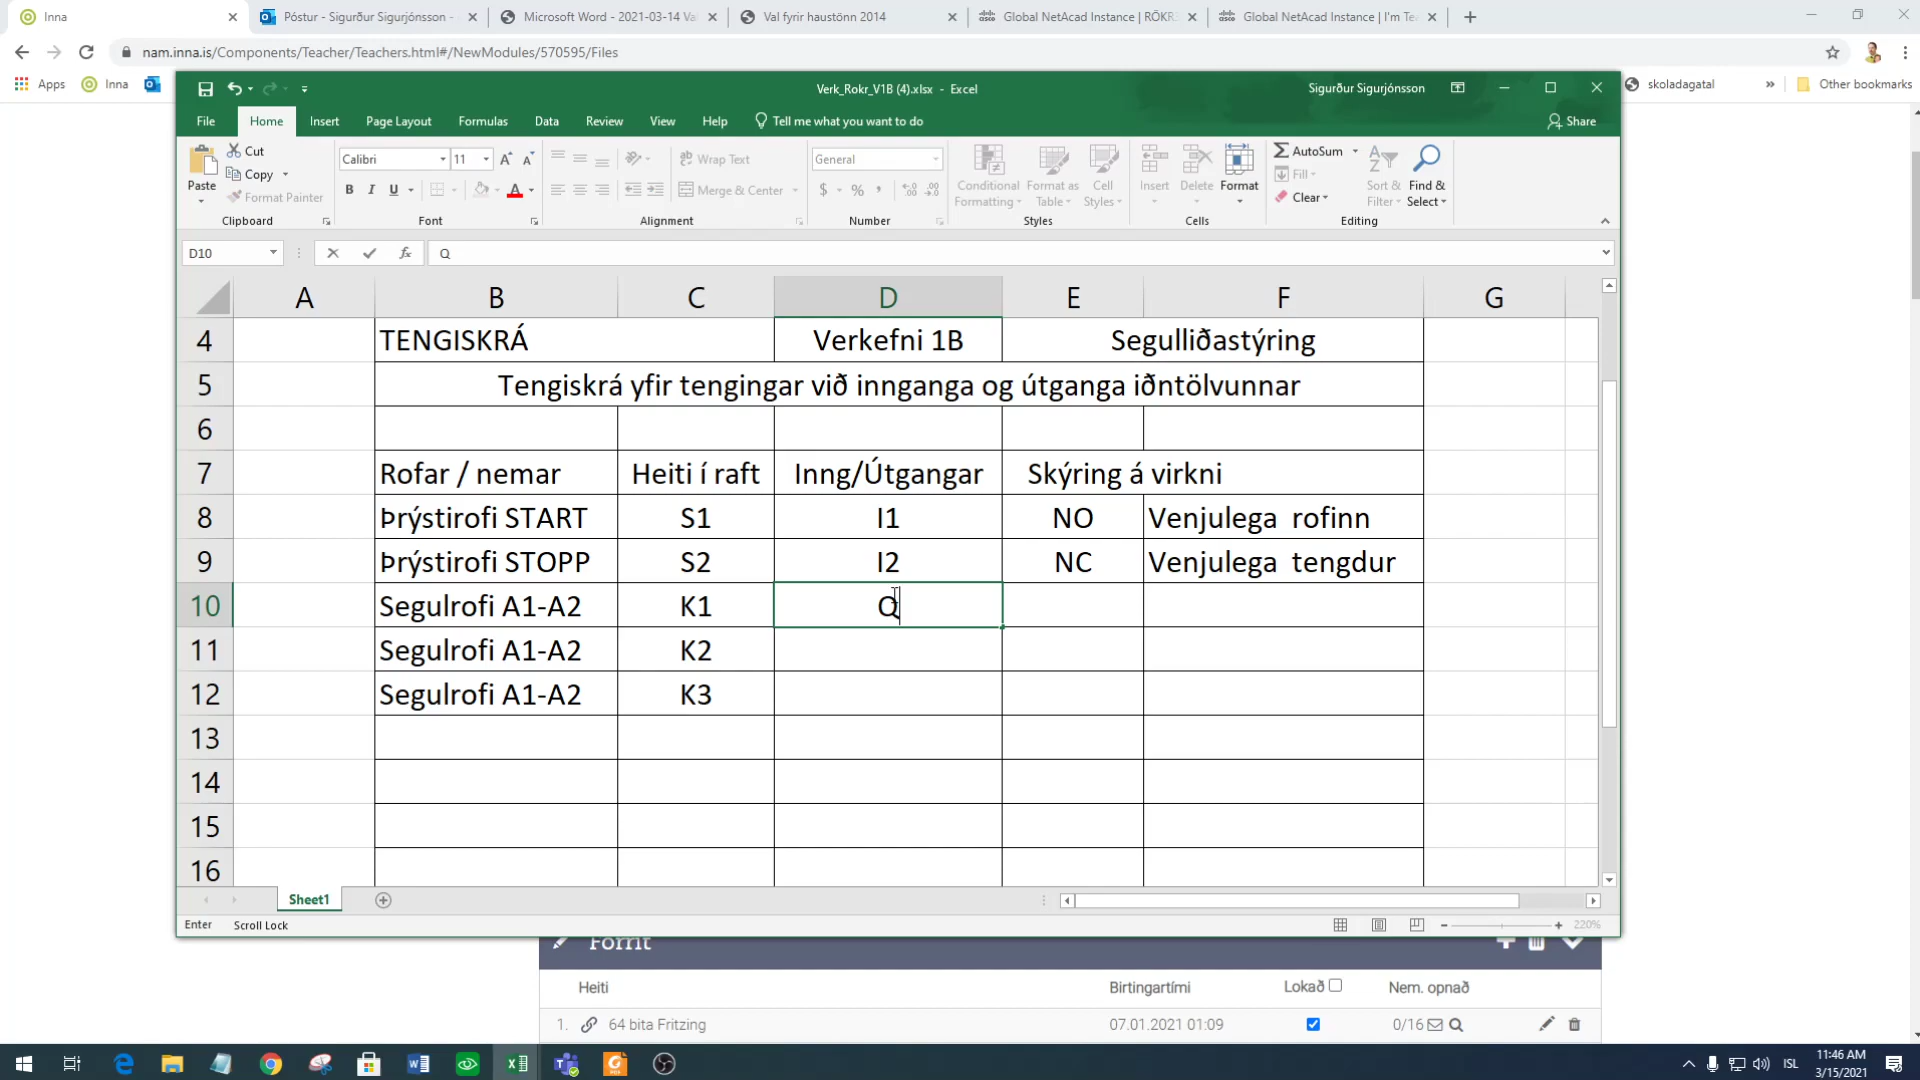 Inna
Póstur - Sigurður Sigurjónsson -
Microsoft Word - 2021-03-14 Va
Val fyrir haustönn 2014
Global NetAcad Instance | RÖKR
Global NetAcad Instance | I'm Te
nam.inna.is/Components/Teacher/Teachers.html#/NewModules/570595/Files
Apps
Inna
skoladagatal
»
Other bookmarks
Verk_Rokr_V1B (4).xlsx - Excel
Sigurður Sigurjónsson
File
Home
Insert
Page Layout
Formulas
Data
Review
View
Help
Tell me what you want to do
Share
Paste
Cut
Copy
Format Painter
Clipboard
Calibri
11
B I U
Font
Wrap Text
Merge & Center
Alignment
General
$ % ,
Number
Conditional Formatting
Format as Table
Cell Styles
Styles
Insert
Delete
Format
Cells
AutoSum
Fill
Clear
Sort & Filter
Find & Select
Editing
D10
fx
Q
A B C D E F G
4 TENGISKRÁ Verkefni 1B Segulliðastýring
5 Tengiskrá yfir tengingar við innganga og útganga iðntölvunnar
6
7 Rofar / nemar Heiti í raft Inng/Útgangar Skýring á virkni
8 Þrýstirofi START S1 I1 NO Venjulega rofinn
9 Þrýstirofi STOPP S2 I2 NC Venjulega tengdur
10 Segulrofi A1-A2 K1 Q
11 Segulrofi A1-A2 K2
12 Segulrofi A1-A2 K3
13
14
15
16
Sheet1
Enter
Scroll Lock
220%
Forrit
Heiti Birtingartími Lokað Nem. opnað
1. 64 bita Fritzing 07.01.2021 01:09 0/16
ISL
11:46 AM
3/15/2021